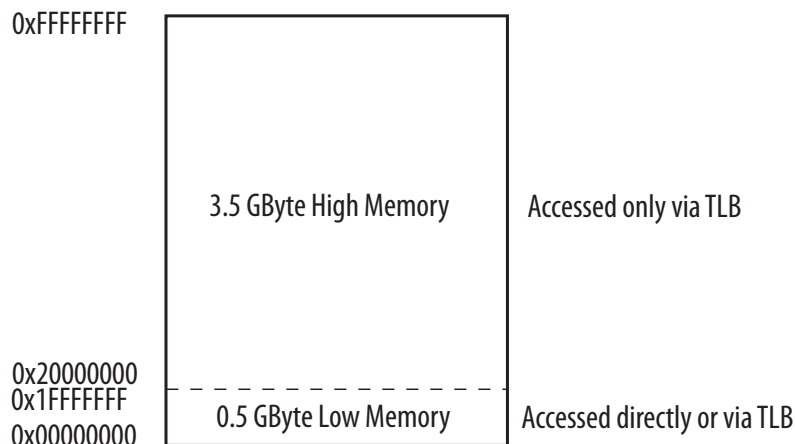 0xFFFFFFFF
3.5 GByte High Memory
Accessed only via TLB
0x20000000
0x1FFFFFFF
0.5 GByte Low Memory
Accessed directly or via TLB
0x00000000